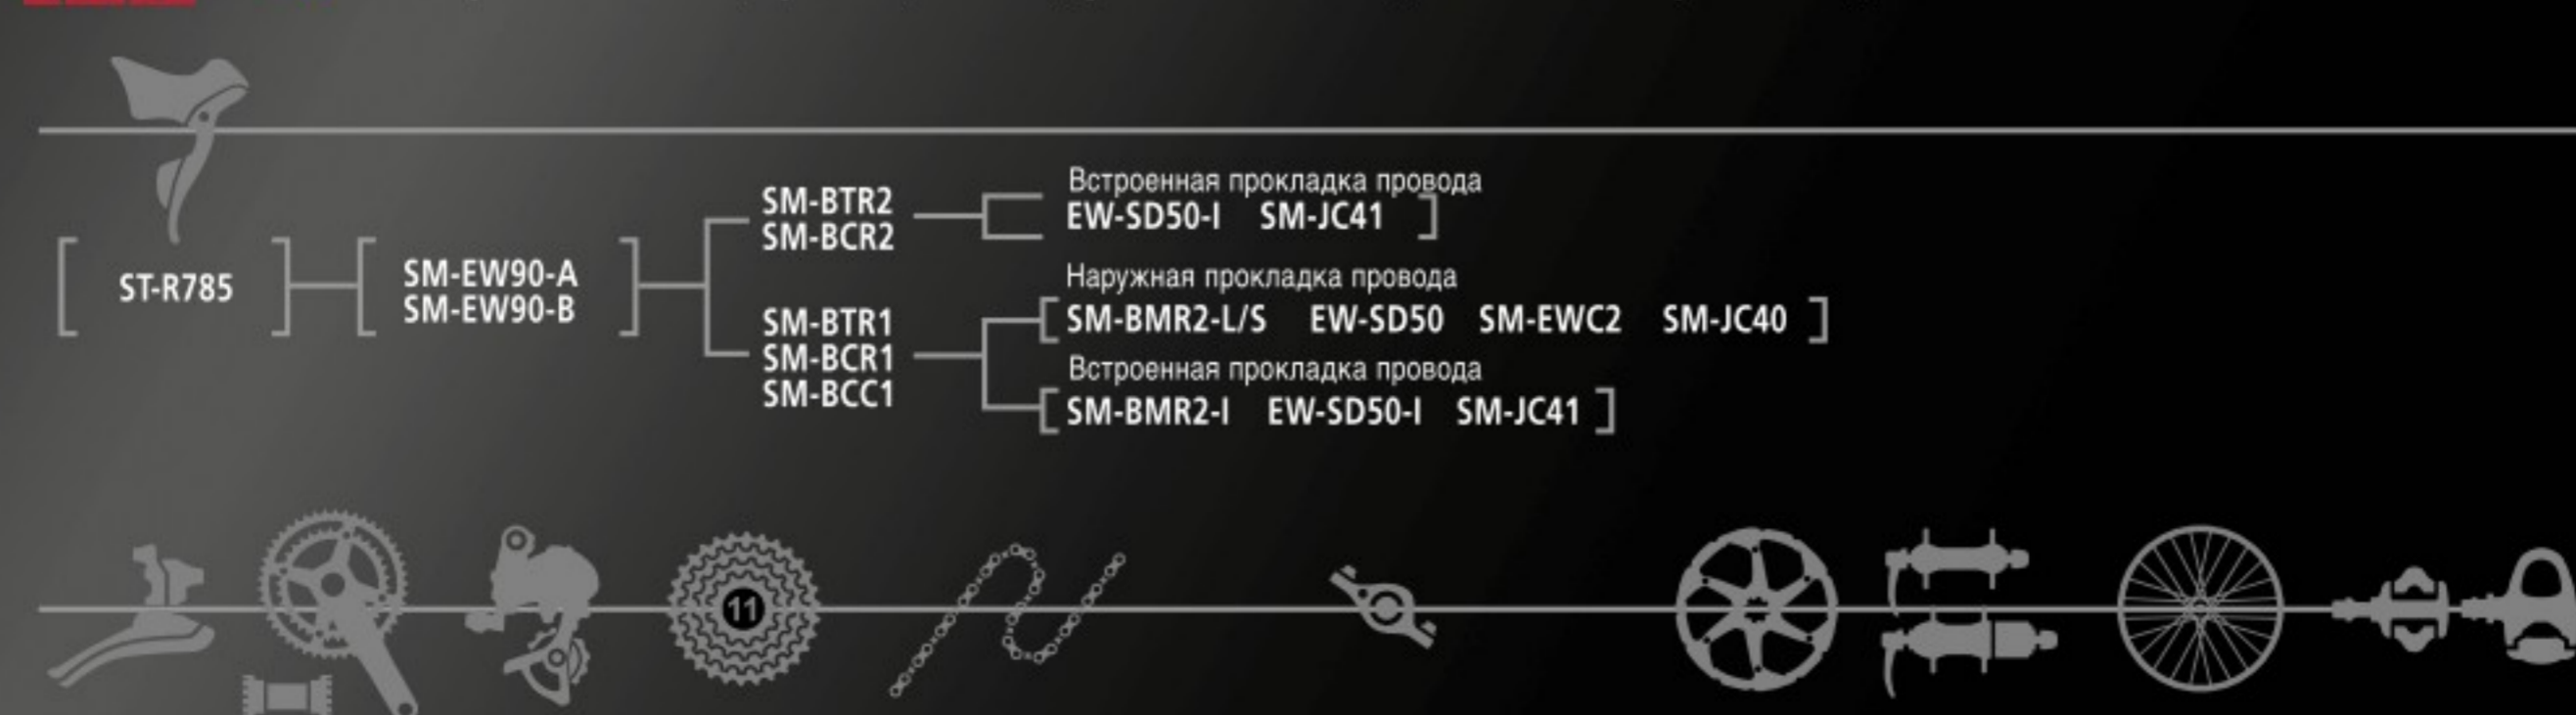 Встроенная прокладка провода
SM-BTR2
SM-BCR2
EW-SD50-I SM-JC41
ST-R785
SM-EW90-A
SM-EW90-B
Наружная прокладка провода
SM-BTR1
SM-BCR1
SM-BCC1
SM-BMR2-L/S EW-SD50 SM-EWC2 SM-JC40
Встроенная прокладка провода
SM-BMR2-I EW-SD50-I SM-JC41
11